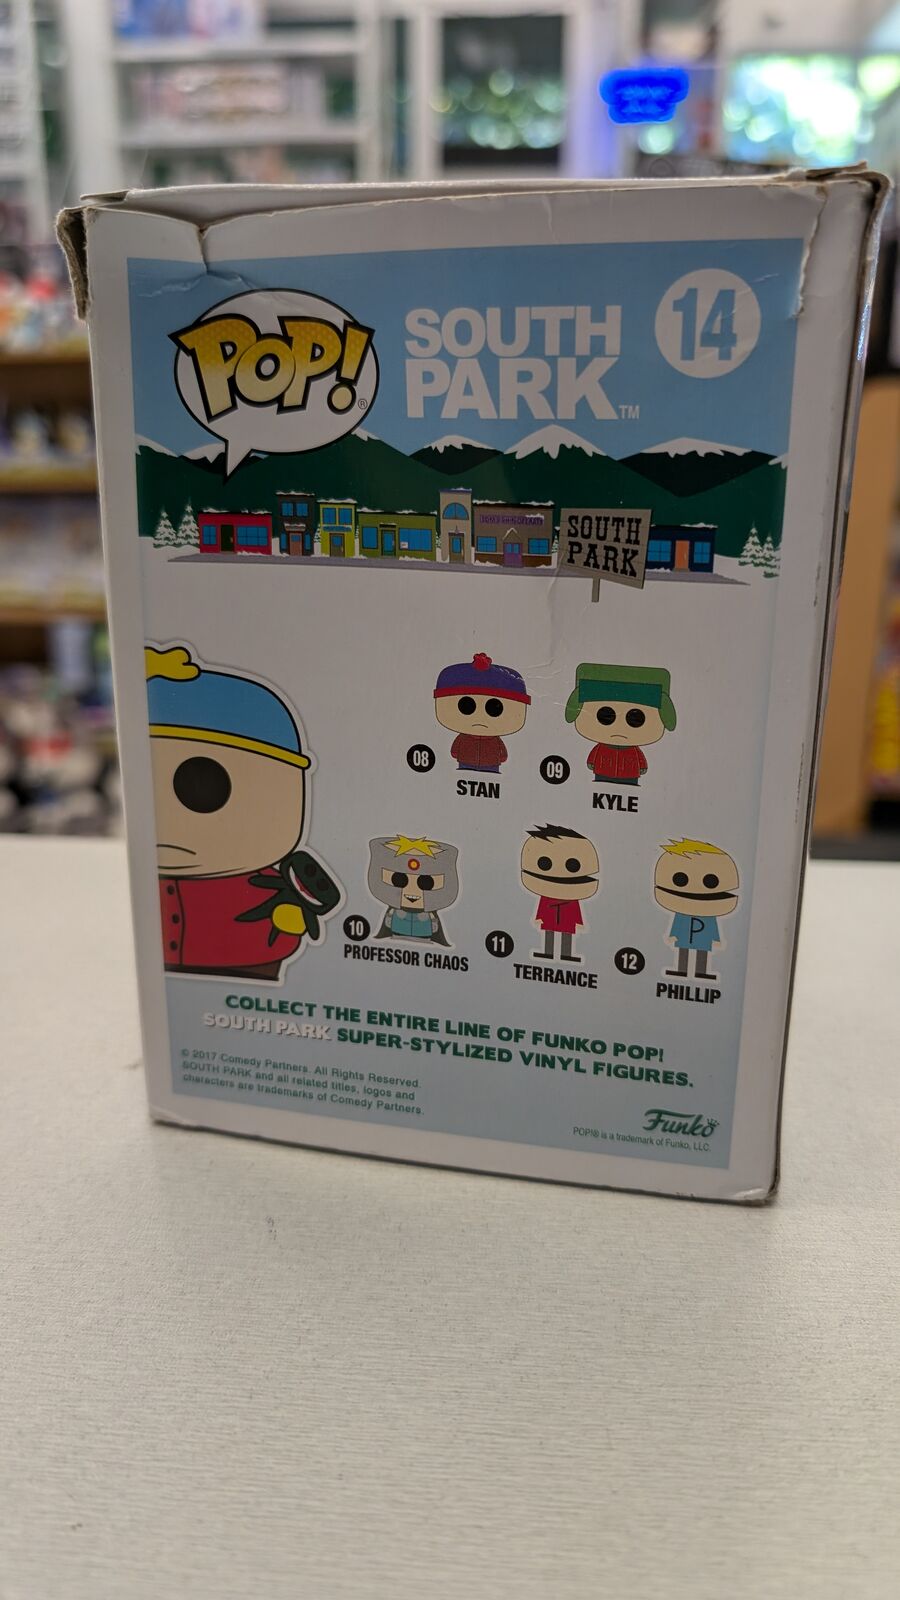 POP!®
SOUTH
PARK™
14
SOUTH
PARK
08
STAN
09
KYLE
10
PROFESSOR CHAOS
T
11
TERRANCE
P
12
PHILLIP
COLLECT THE ENTIRE LINE OF FUNKO POP!
SOUTH PARK SUPER-STYLIZED VINYL FIGURES.
© 2017 Comedy Partners. All Rights Reserved.
SOUTH PARK and all related titles, logos and
characters are trademarks of Comedy Partners.
Funko
POP!® is a trademark of Funko, LLC.